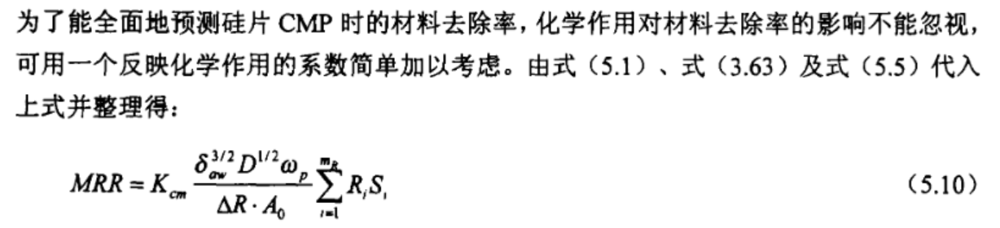 为了能全面地预测硅片 CMP 时的材料去除率，化学作用对材料去除率的影响不能忽视，
可用一个反映化学作用的系数简单加以考虑。由式（5.1）、式（3.63）及式（5.5）代入
上式并整理得：
MRR = K_{cm} \frac{\delta_{aw}^{3/2} D^{1/2} \omega_p}{\Delta R \cdot A_0} \sum_{i=1}^{m_R} R_i S_i （5.10）